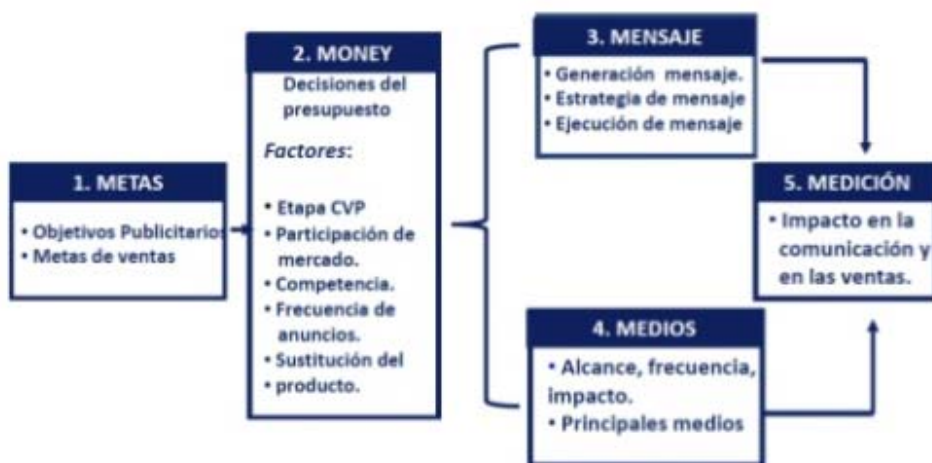 1. METAS
• Objetivos Publicitarios
• Metas de ventas
2. MONEY
Decisiones del
presupuesto
Factores:
• Etapa CVP
• Participación de
mercado.
• Competencia.
• Frecuencia de
anuncios.
• Sustitución del
• producto.
3. MENSAJE
• Generación mensaje.
• Estrategia de mensaje
• Ejecución de mensaje
4. MEDIOS
• Alcance, frecuencia,
impacto.
• Principales medios
5. MEDICIÓN
• Impacto en la
comunicación y
en las ventas.